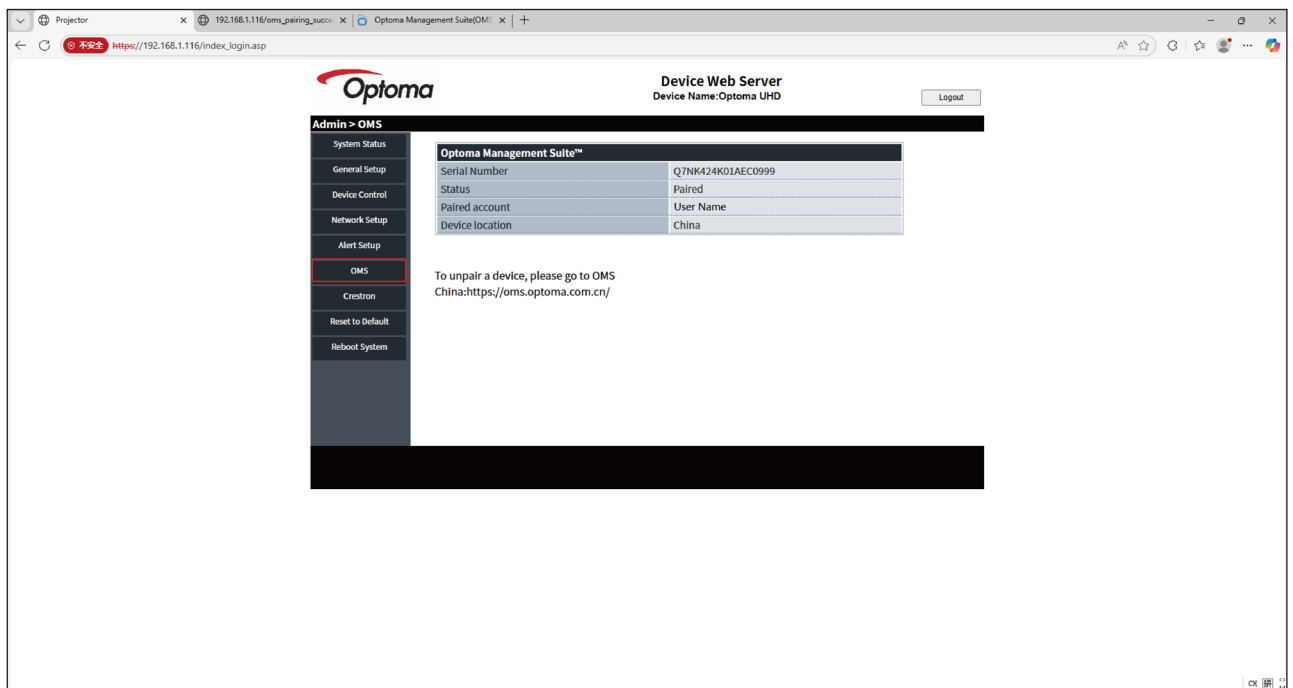 Projector
192.168.1.116/oms_pairing_succe
Optoma Management Suite(OMS
不安全 https://192.168.1.116/index_login.asp
Optoma
Device Web Server
Device Name:Optoma UHD
Logout
Admin > OMS
System Status
General Setup
Device Control
Network Setup
Alert Setup
OMS
Crestron
Reset to Default
Reboot System
Optoma Management Suite™
Serial Number Q7NK424K01AEC0999
Status Paired
Paired account User Name
Device location China
To unpair a device, please go to OMS
China:https://oms.optoma.com.cn/
CH 拼